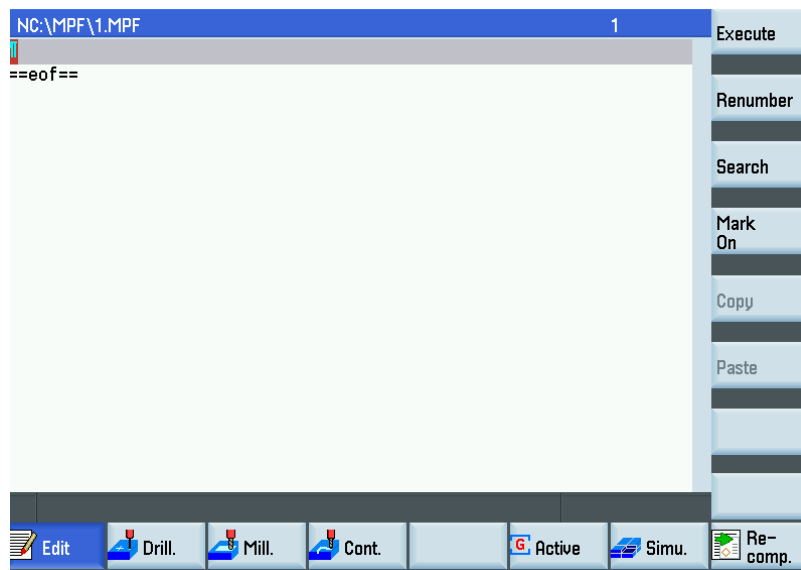 NC:\MPF\1.MPF 1
==eof==
Execute
Renumber
Search
Mark
On
Copy
Paste
Edit
Drill.
Mill.
Cont.
G Active
Simu.
Re-
comp.